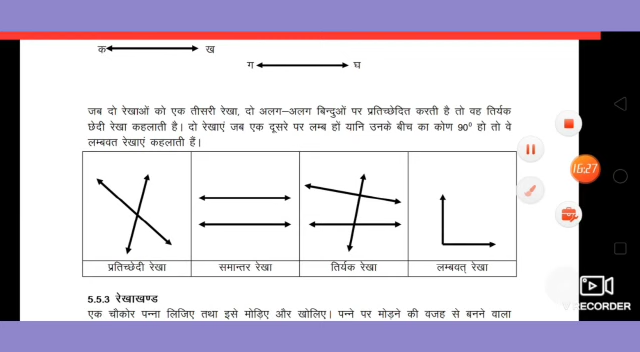 क ख
ग घ
जब दो रेखाओं को एक तीसरी रेखा, दो अलग–अलग बिन्दुओं पर प्रतिच्छेदित करती है तो वह तिर्यक
छेदी रेखा कहलाती है। दो रेखाएं जब एक दूसरे पर लम्ब हों यानि उनके बीच का कोण 90° हो तो वे
लम्बवत रेखाएं कहलाती हैं।
प्रतिच्छेदी रेखा समान्तर रेखा तिर्यक रेखा लम्बवत् रेखा
5.5.3 रेखाखण्ड
एक चौकोर पन्ना लिजिए तथा इसे मोड़िए और खोलिए। पन्ने पर मोड़ने की वजह से बनने वाला
16:27
V RECORDER